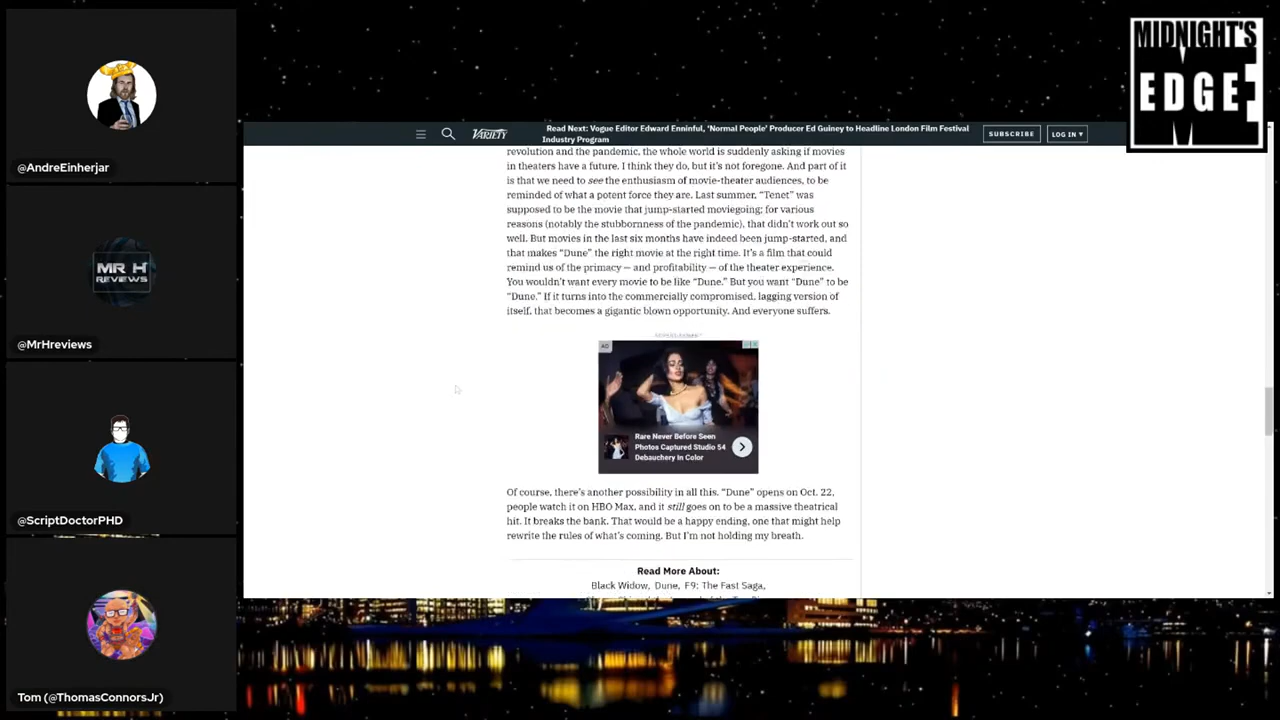 MIDNIGHT'S
EDGE
@AndreEinherjar
MR H
REVIEWS
@MrHreviews
@ScriptDoctorPHD
Tom (@ThomasConnorsJr)
VARIETY
Read Next: Vogue Editor Edward Enninful, ‘Normal People’ Producer Ed Guiney to Headline London Film Festival
Industry Program
SUBSCRIBE
LOG IN
revolution and the pandemic, the whole world is suddenly asking if movies
in theaters have a future. I think they do, but it’s not foregone. And part of it
is that we need to see the enthusiasm of movie-theater audiences, to be
reminded of what a potent force they are. Last summer, “Tenet” was
supposed to be the movie that jump-started moviegoing; for various
reasons (notably the stubbornness of the pandemic), that didn’t work out so
well. But movies in the last six months have indeed been jump-started, and
that makes “Dune” the right movie at the right time. It’s a film that could
remind us of the primacy — and profitability — of the theater experience.
You wouldn’t want every movie to be like “Dune.” But you want “Dune” to be
“Dune.” If it turns into the commercially compromised, lagging version of
itself, that becomes a gigantic blown opportunity. And everyone suffers.
AD
Rare Never Before Seen
Photos Captured Studio 54
Debauchery In Color
Of course, there’s another possibility in all this. “Dune” opens on Oct. 22,
people watch it on HBO Max, and it still goes on to be a massive theatrical
hit. It breaks the bank. That would be a happy ending, one that might help
rewrite the rules of what’s coming. But I’m not holding my breath.
Read More About:
Black Widow, Dune, F9: The Fast Saga,